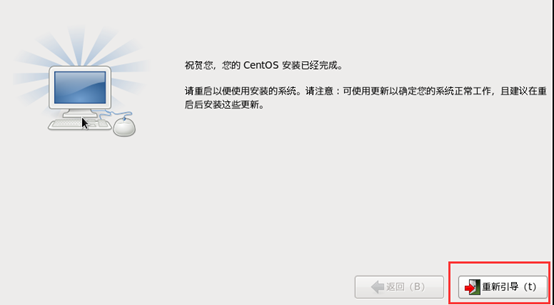 祝贺您，您的 CentOS 安装已经完成。
请重启以便使用安装的系统。请注意：可使用更新以确定您的系统正常工作，且建议在重
启后安装这些更新。
返回（B）
重新引导（t）